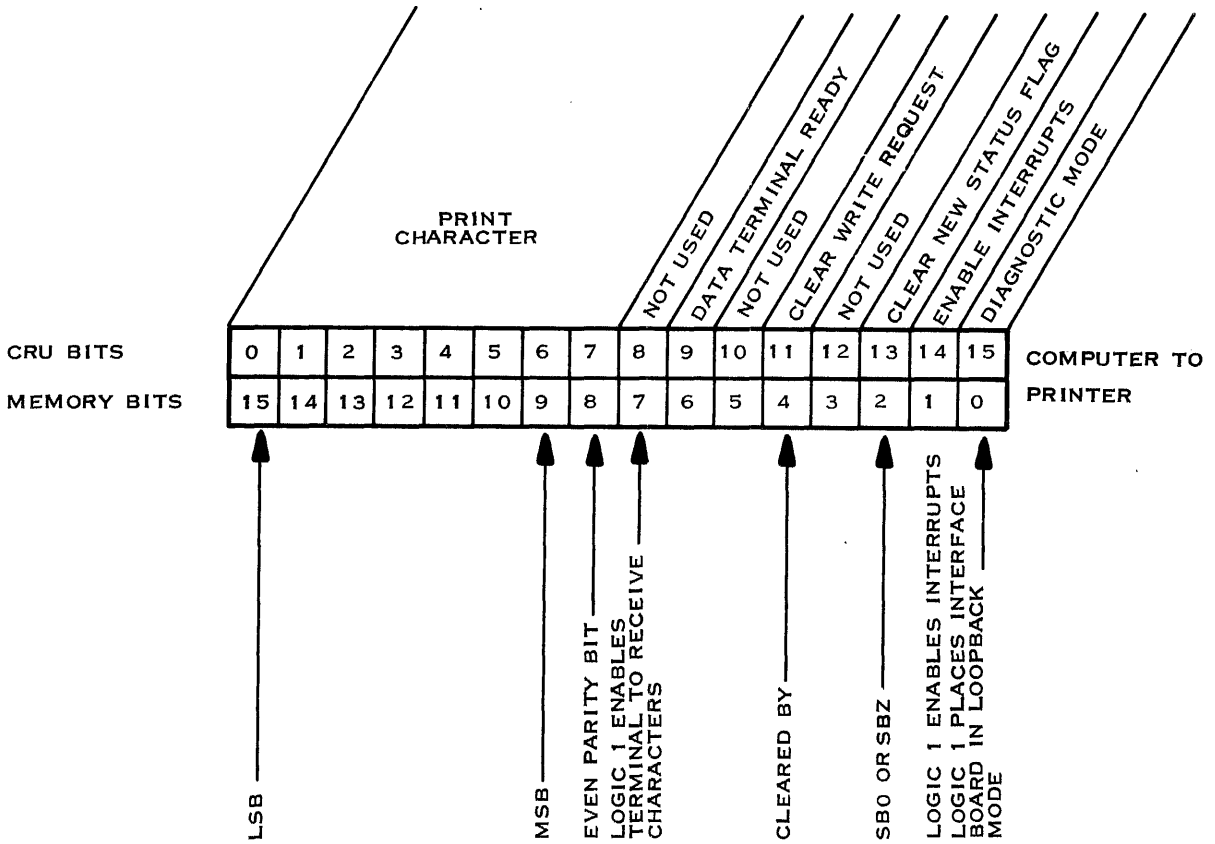 PRINT
CHARACTER
NOT USED
DATA TERMINAL READY
NOT USED
CLEAR WRITE REQUEST
NOT USED
CLEAR NEW STATUS FLAG
ENABLE INTERRUPTS
DIAGNOSTIC MODE
CRU BITS 0 1 2 3 4 5 6 7 8 9 10 11 12 13 14 15 COMPUTER TO
MEMORY BITS 15 14 13 12 11 10 9 8 7 6 5 4 3 2 1 0 PRINTER
LSB
MSB
EVEN PARITY BIT
LOGIC 1 ENABLES
TERMINAL TO RECEIVE
CHARACTERS
CLEARED BY
SB0 OR SBZ
LOGIC 1 ENABLES INTERRUPTS
LOGIC 1 PLACES INTERFACE
BOARD IN LOOPBACK
MODE